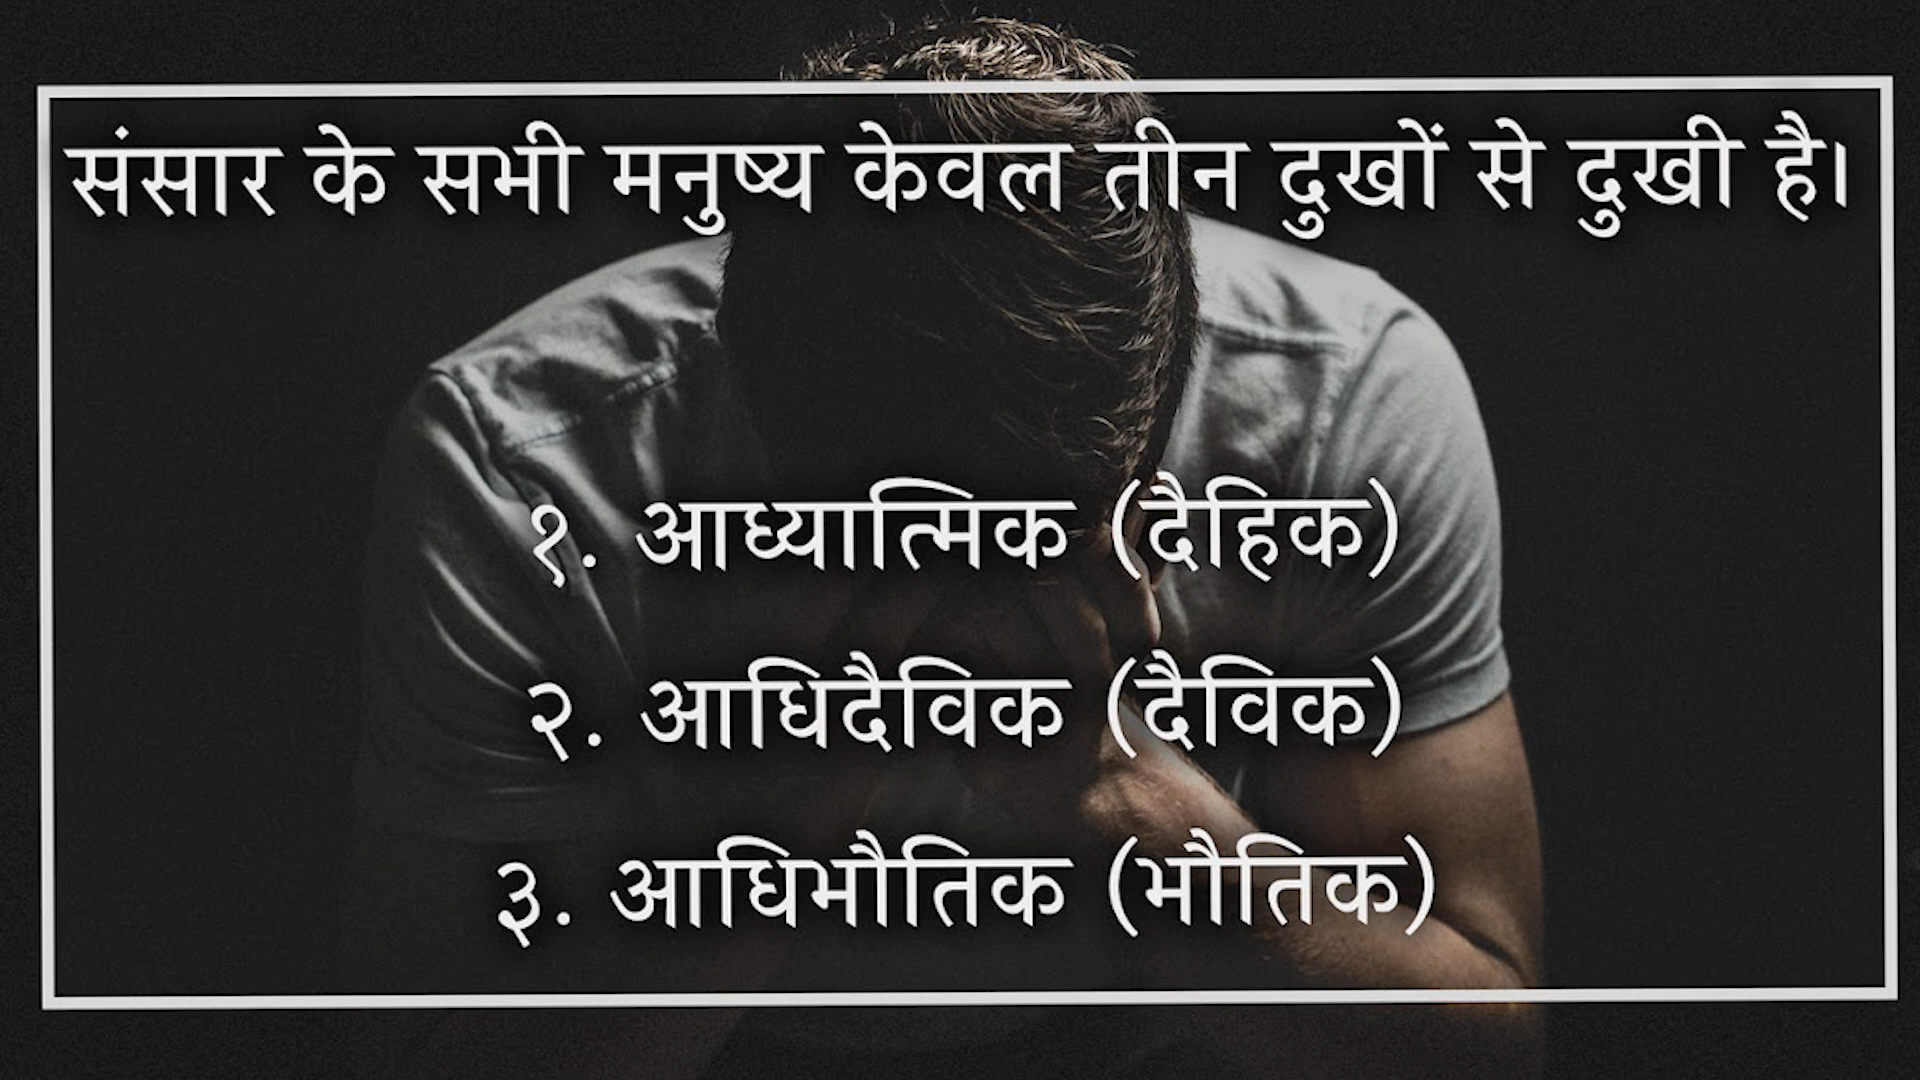 संसार के सभी मनुष्य केवल तीन दुखों से दुखी है।
१. आध्यात्मिक (दैहिक)
२. आधिदैविक (दैविक)
३. आधिभौतिक (भौतिक)